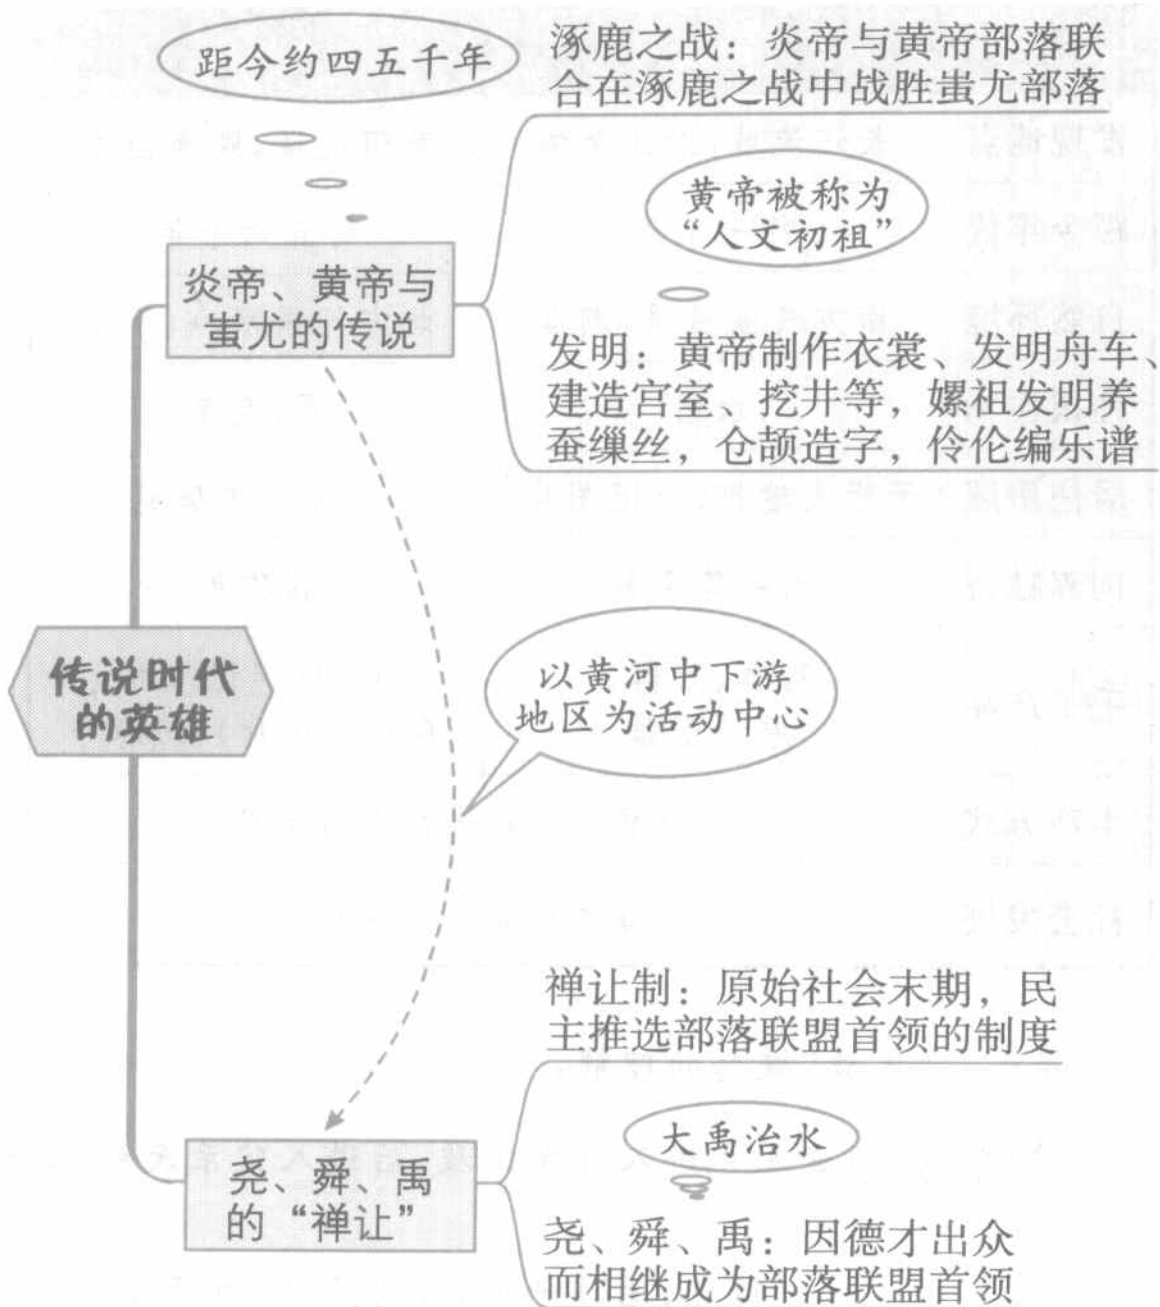 距今约四五千年
涿鹿之战：炎帝与黄帝部落联
合在涿鹿之战中战胜蚩尤部落
黄帝被称为
“人文初祖”
炎帝、黄帝与
蚩尤的传说
发明：黄帝制作衣裳、发明舟车、
建造宫室、挖井等，嫘祖发明养
蚕缫丝，仓颉造字，伶伦编乐谱
传说时代
的英雄
以黄河中下游
地区为活动中心
禅让制：原始社会末期，民
主推选部落联盟首领的制度
大禹治水
尧、舜、禹
的“禅让”
尧、舜、禹：因德才出众
而相继成为部落联盟首领